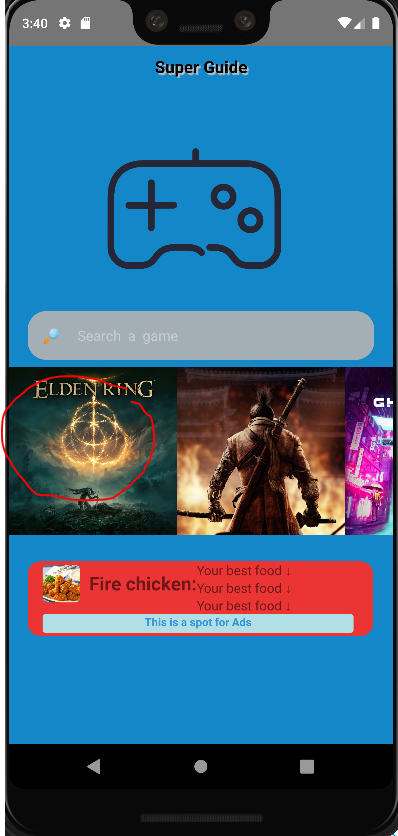 3:40
Super Guide
Search a game
ELDEN RING
GH
Fire chicken:
Your best food ↓
Your best food ↓
Your best food ↓
This is a spot for Ads